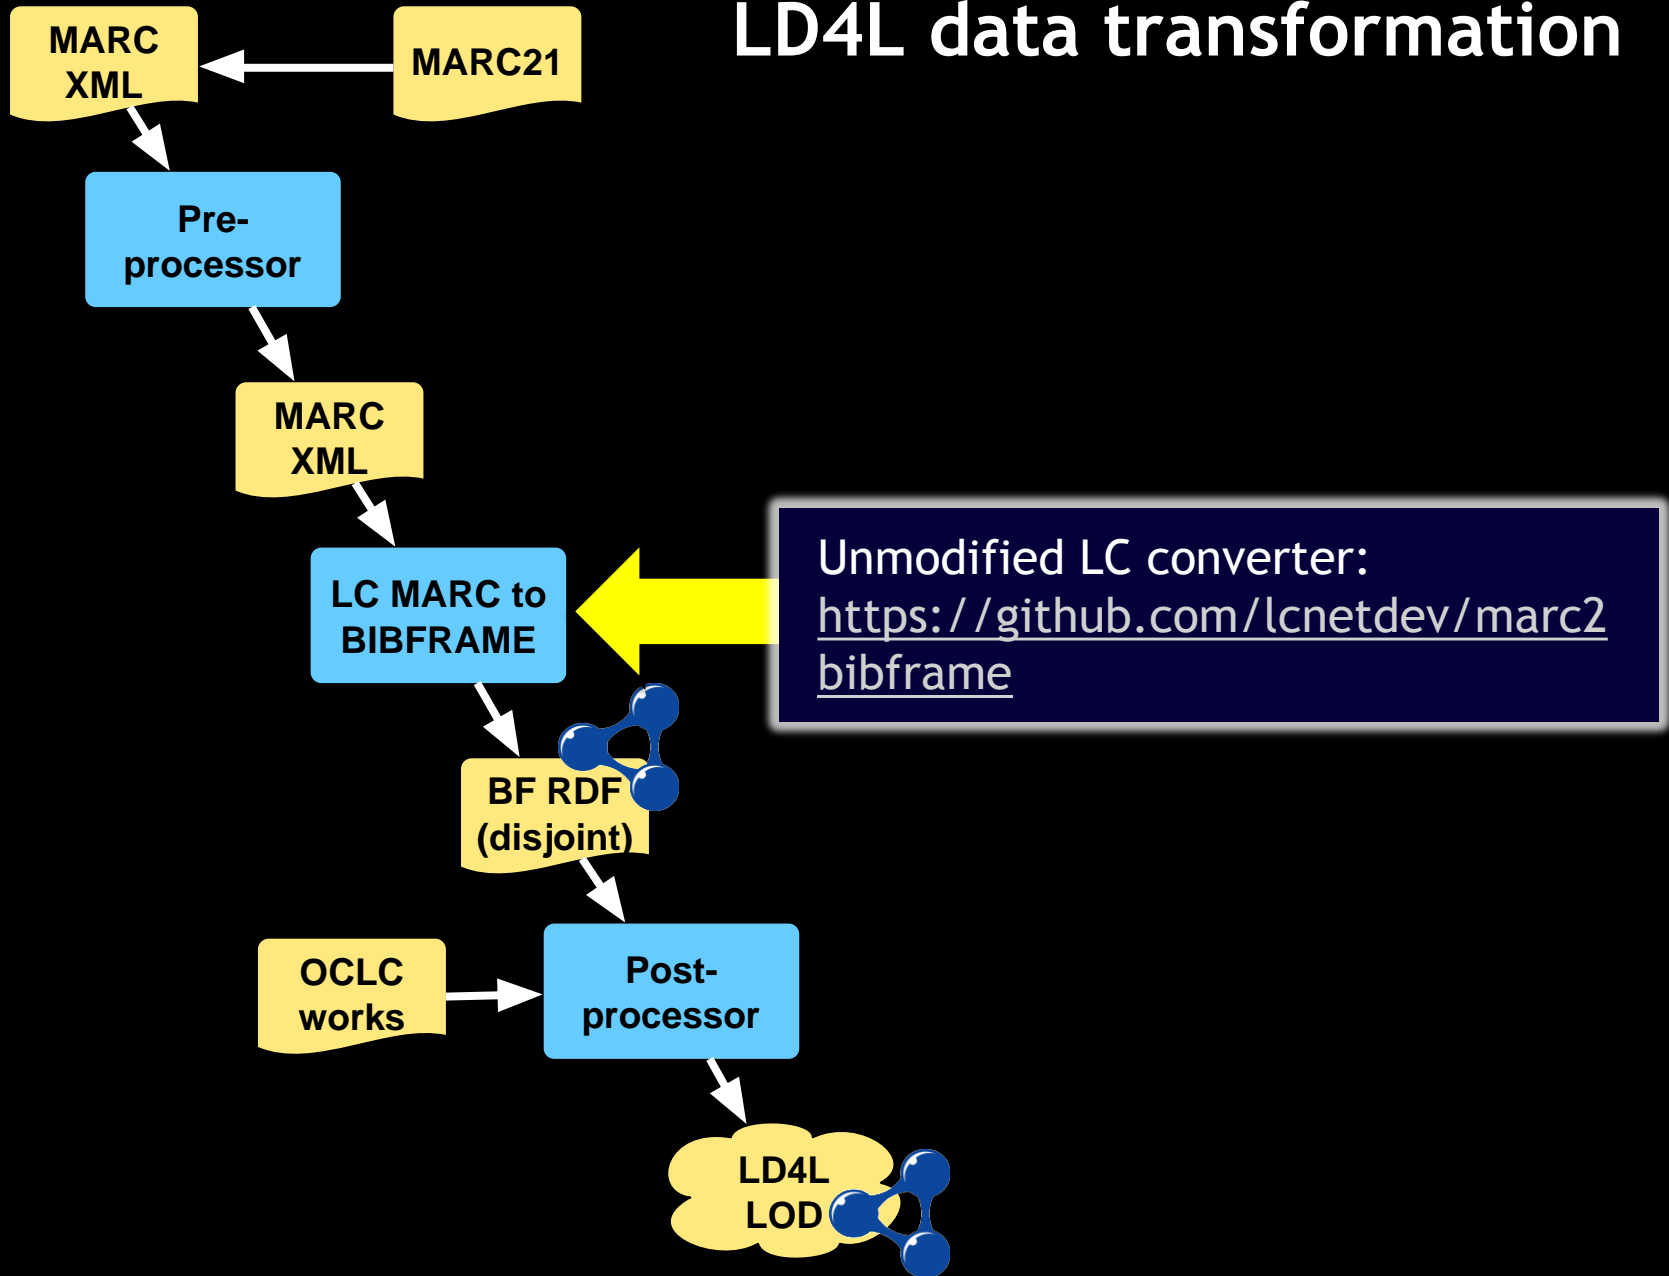 LD4L data transformation
MARC
XML
MARC21
Pre-
processor
MARC
XML
LC MARC to
BIBFRAME
Unmodified LC converter:
https://github.com/lcnetdev/marc2
bibframe
BF RDF
(disjoint)
OCLC
works
Post-
processor
LD4L
LOD